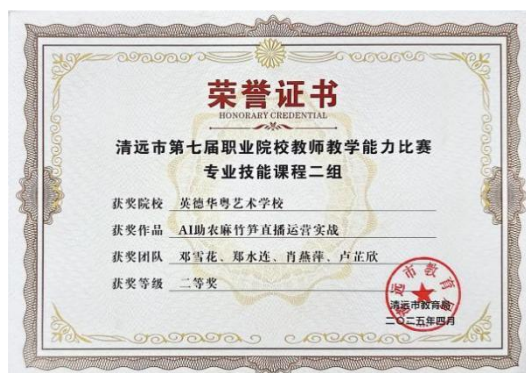 荣誉证书
HONORARY CREDENTIAL
清远市第七届职业院校教师教学能力比赛
专业技能课程二组
获奖院校 英德华粤艺术学校
获奖作品 AI助农麻竹笋直播运营实战
获奖团队 邓雪花、郑水连、肖燕萍、卢芷欣
获奖等级 二等奖
清远市教育局
清远市教育局
二〇二五年四月